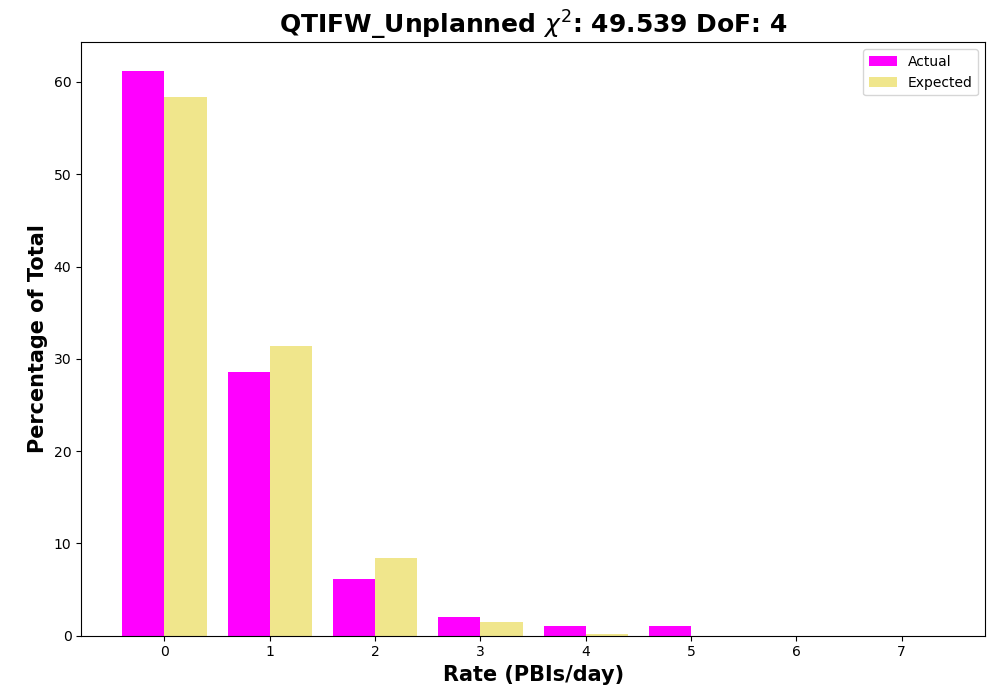 QTIFW_Unplanned χ²: 49.539 DoF: 4
Actual
Expected
60
50
40
30
20
10
0
Percentage of Total
0 1 2 3 4 5 6 7
Rate (PBIs/day)